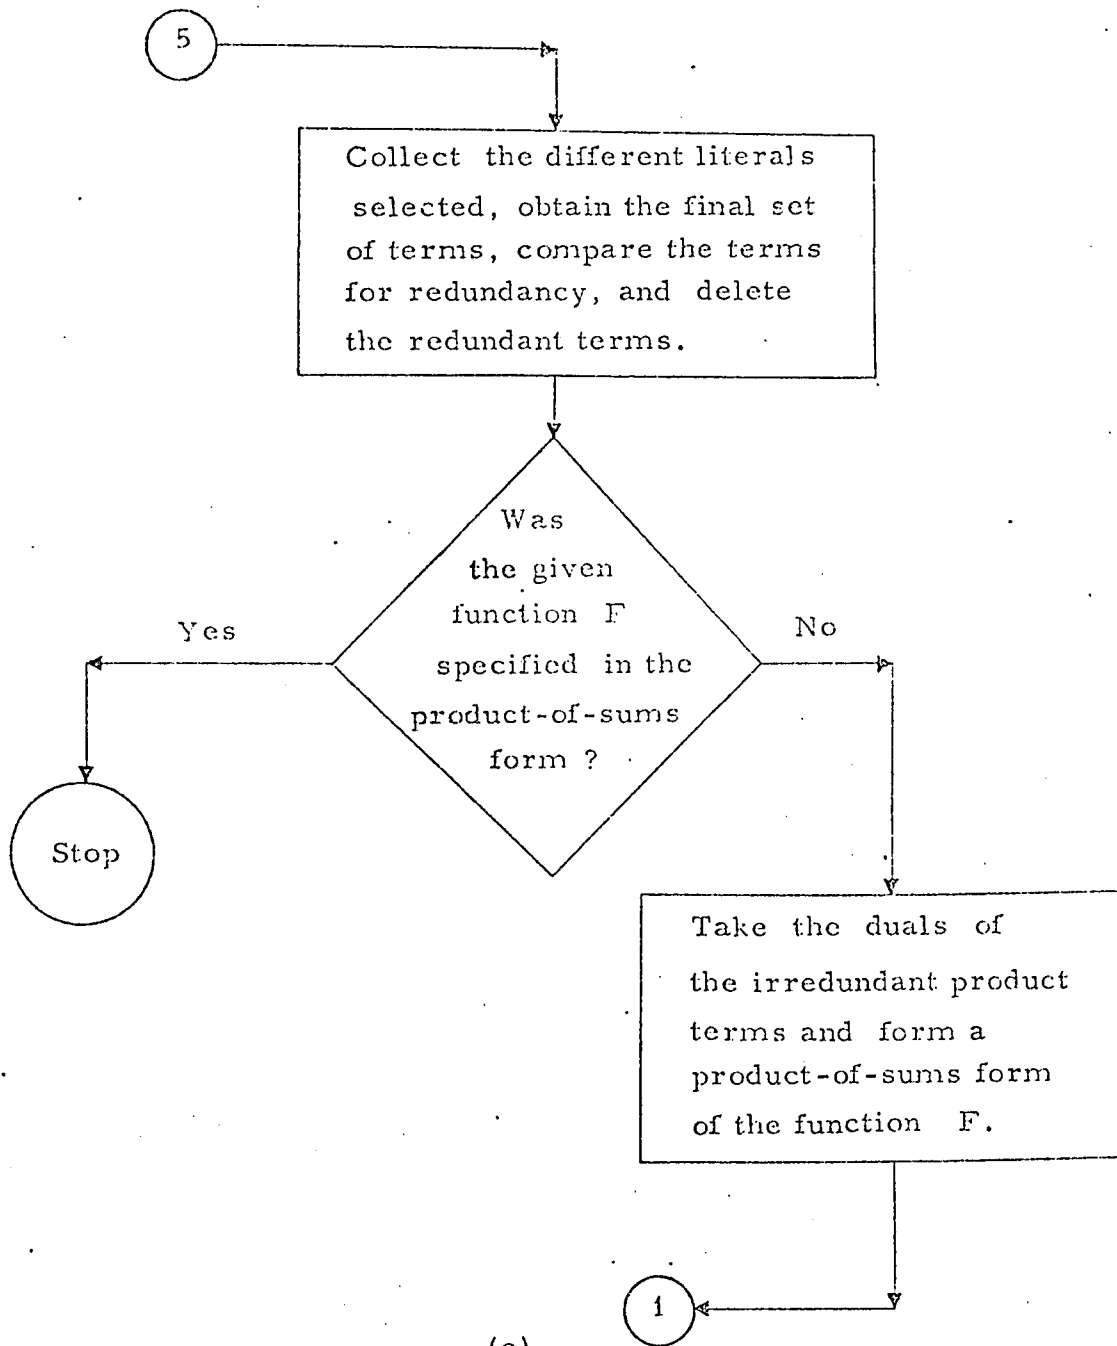 5
Collect the different literals
selected, obtain the final set
of terms, compare the terms
for redundancy, and delete
the redundant terms.
Was
the given
function F
specified in the
product-of-sums
form ?
Yes
No
Stop
Take the duals of
the irredundant product
terms and form a
product-of-sums form
of the function F.
1